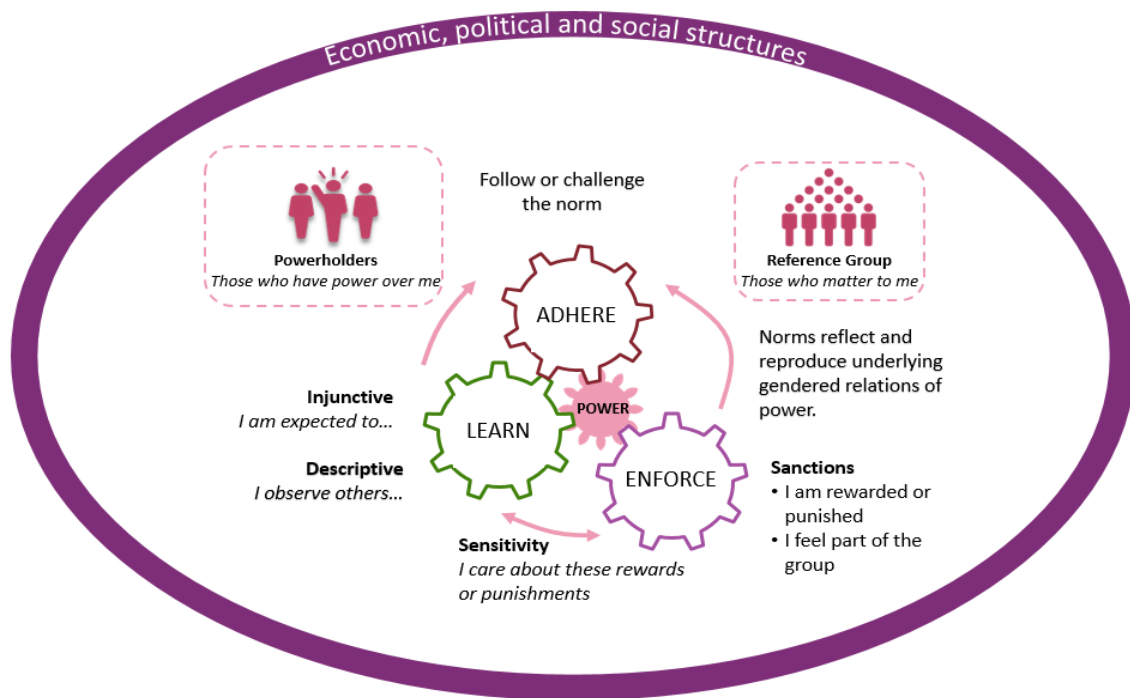 Economic, political and social structures
Powerholders
Those who have power over me
Follow or challenge
the norm
Reference Group
Those who matter to me
ADHERE
Norms reflect and
reproduce underlying
gendered relations of
power.
Injunctive
I am expected to...
Descriptive
I observe others...
LEARN
POWER
ENFORCE
Sanctions
• I am rewarded or
punished
• I feel part of the
group
Sensitivity
I care about these rewards
or punishments